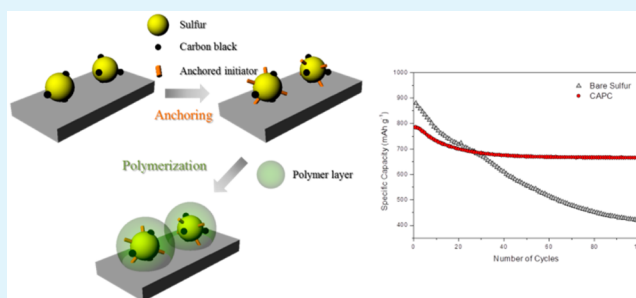 Sulfur
Carbon black
Anchored initiator
Anchoring
Polymerization
Polymer layer
Bare Sulfur
CAPC
Specific Capacity (mAh g⁻¹)
1000
900
800
700
600
500
400
0
20
40
60
80
Number of Cycles